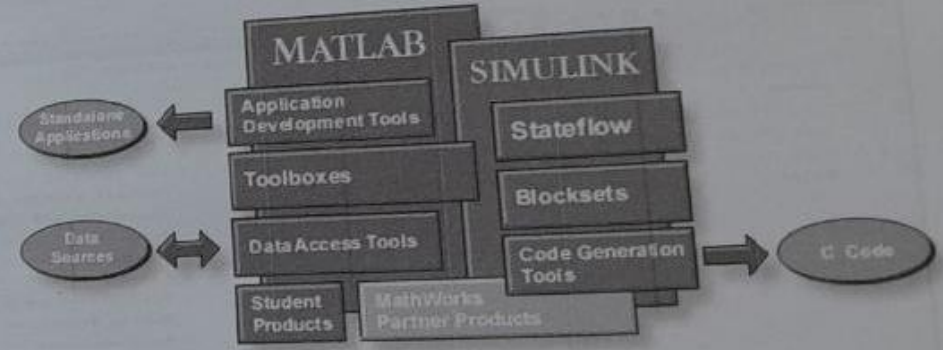 MATLAB
SIMULINK
Standalone
Applications
Application
Development Tools
Stateflow
Toolboxes
Blocksets
Data
Sources
Data Access Tools
Code Generation
Tools
C Code
Student
Products
MathWorks
Partner Products